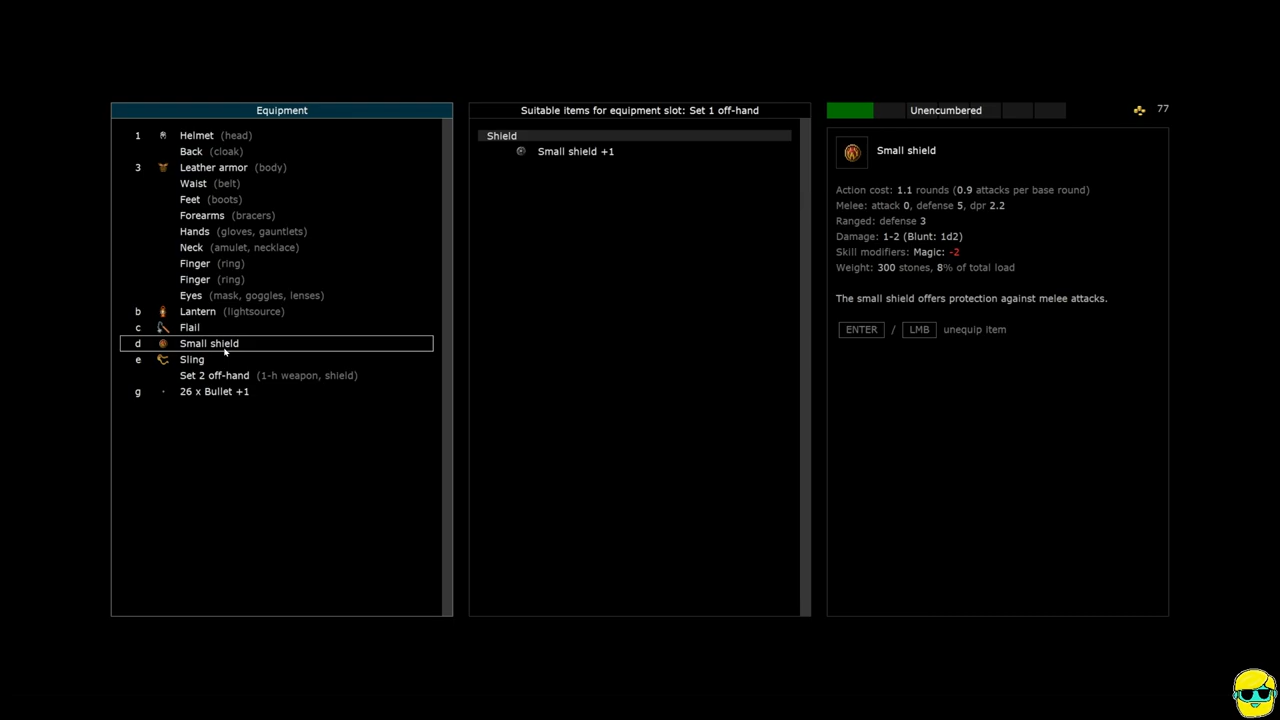 Equipment
1 Helmet (head)
Back (cloak)
3 Leather armor (body)
Waist (belt)
Feet (boots)
Forearms (bracers)
Hands (gloves, gauntlets)
Neck (amulet, necklace)
Finger (ring)
Finger (ring)
Eyes (mask, goggles, lenses)
b Lantern (lightsource)
c Flail
d Small shield
e Sling
Set 2 off-hand (1-h weapon, shield)
g 26 x Bullet +1
Suitable items for equipment slot: Set 1 off-hand
Shield
Small shield +1
Unencumbered
77
Small shield
Action cost: 1.1 rounds (0.9 attacks per base round)
Melee: attack 0, defense 5, dpr 2.2
Ranged: defense 3
Damage: 1-2 (Blunt: 1d2)
Skill modifiers: Magic: -2
Weight: 300 stones, 8% of total load
The small shield offers protection against melee attacks.
ENTER / LMB unequip item